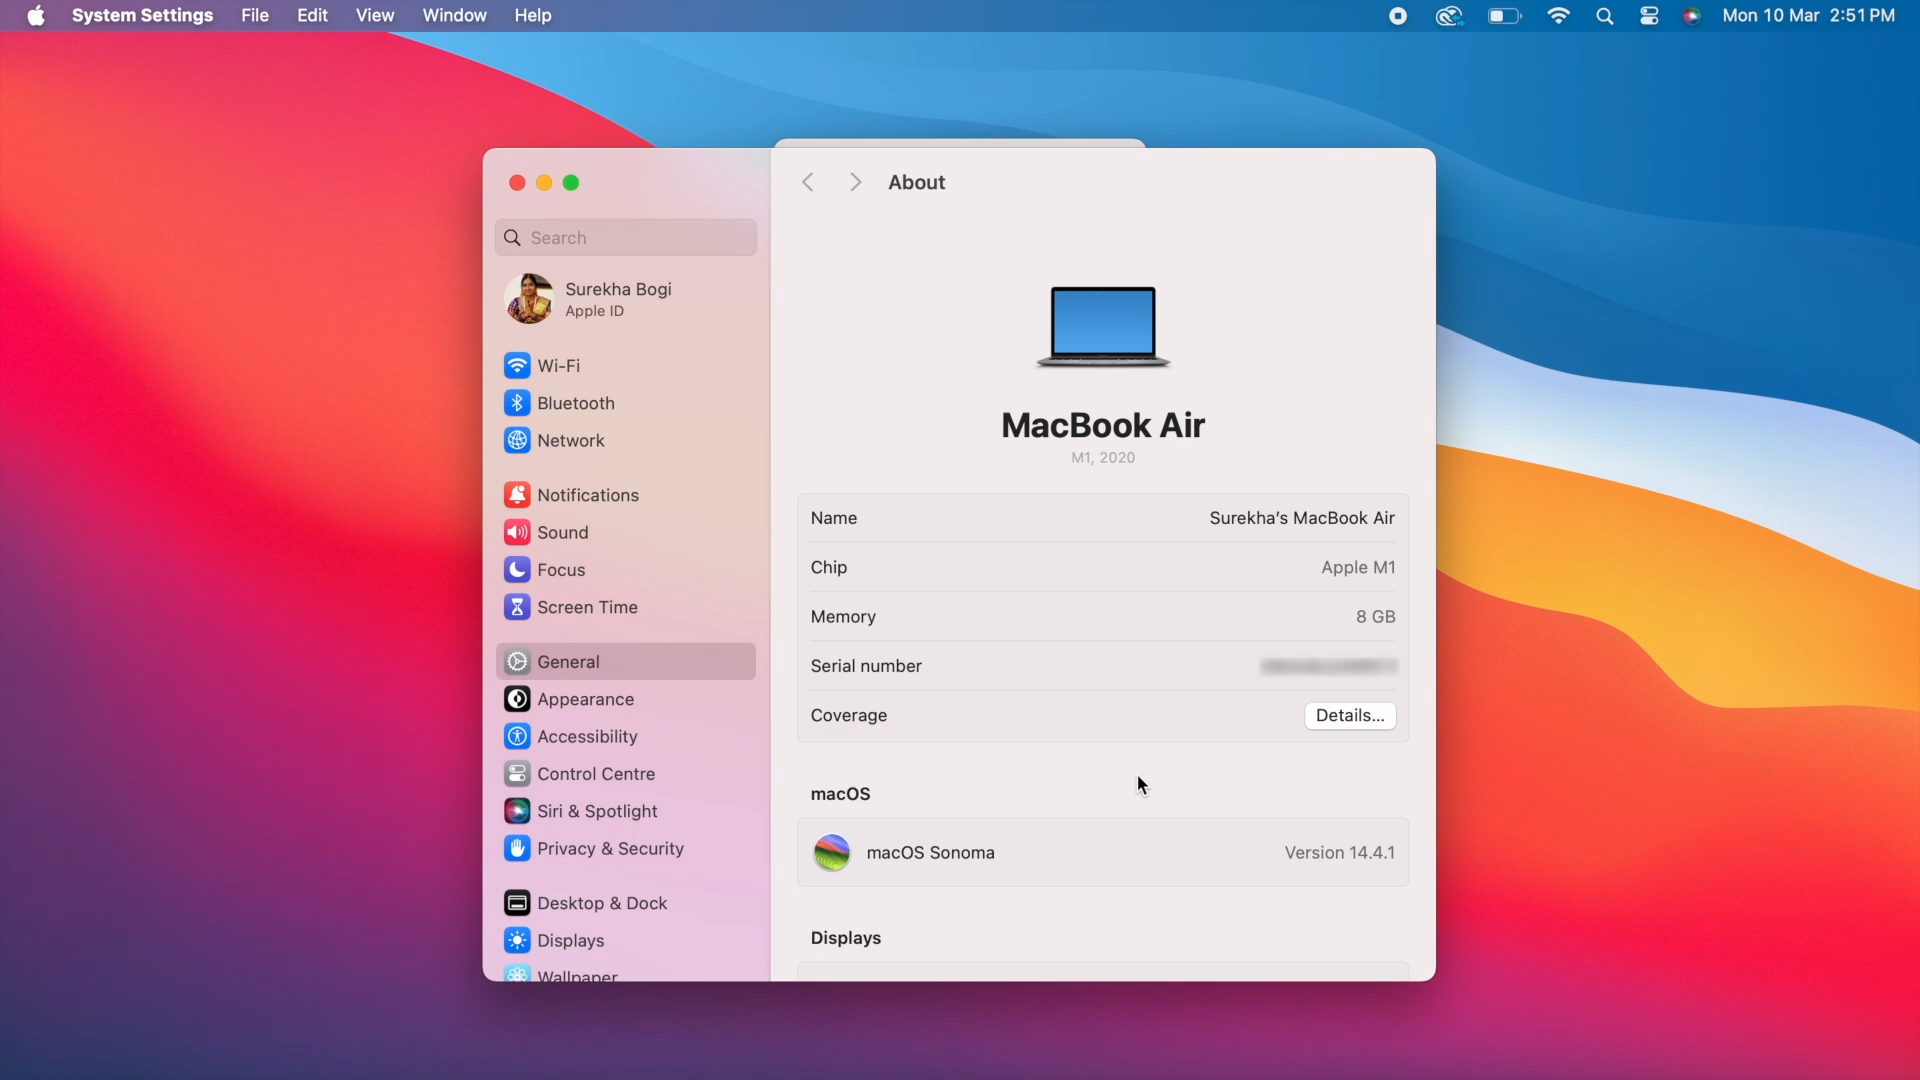 System Settings File Edit View Window Help Mon 10 Mar 2:51 PM
About
Search
Surekha Bogi
Apple ID
Wi-Fi
Bluetooth
Network
Notifications
Sound
Focus
Screen Time
General
Appearance
Accessibility
Control Centre
Siri & Spotlight
Privacy & Security
Desktop & Dock
Displays
Wallpaper
MacBook Air
M1, 2020
Name Surekha's MacBook Air
Chip Apple M1
Memory 8 GB
Serial number
Coverage Details...
macOS
macOS Sonoma Version 14.4.1
Displays